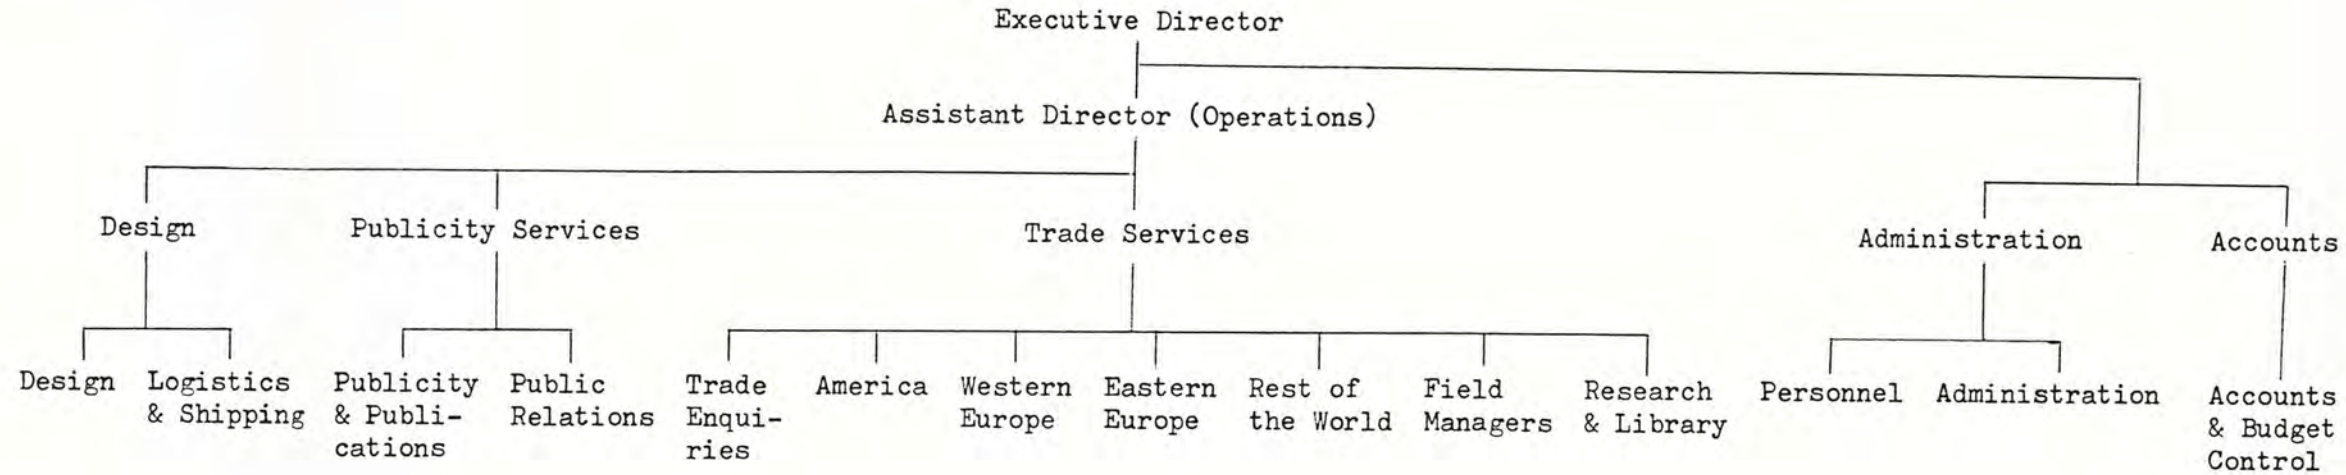 Executive Director
Assistant Director (Operations)
Design
Publicity Services
Trade Services
Administration
Accounts
Design
Logistics
& Shipping
Publicity
& Publi-
cations
Public
Relations
Trade
Enqui-
ries
America
Western
Europe
Eastern
Europe
Rest of
the World
Field
Managers
Research
& Library
Personnel
Administration
Accounts
& Budget
Control